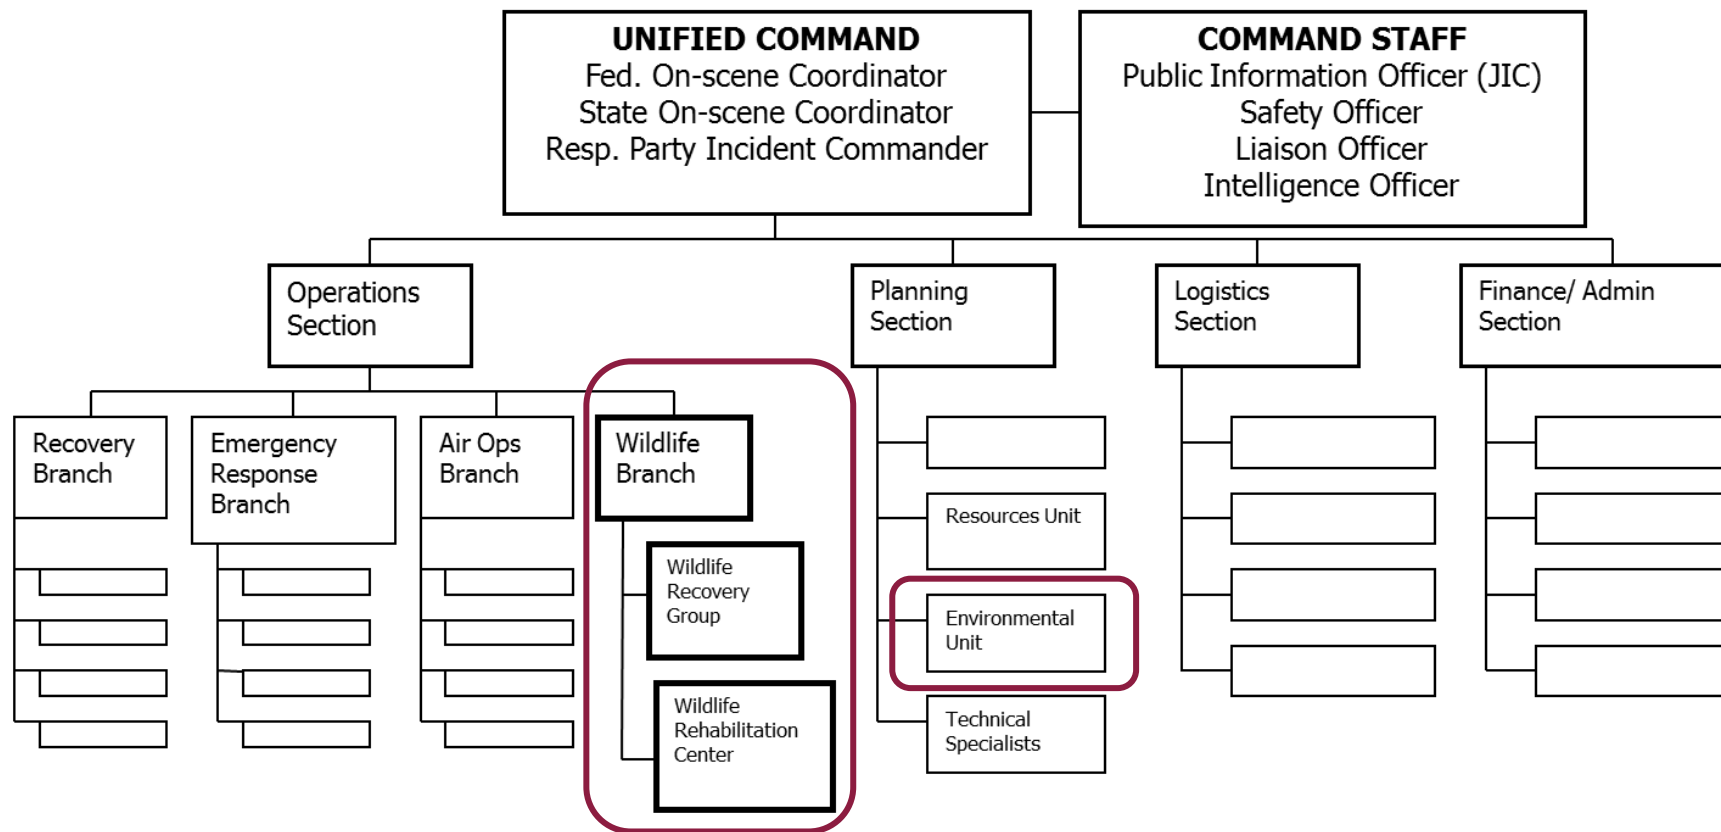 UNIFIED COMMAND
Fed. On-scene Coordinator
State On-scene Coordinator
Resp. Party Incident Commander
COMMAND STAFF
Public Information Officer (JIC)
Safety Officer
Liaison Officer
Intelligence Officer
Operations
Section
Planning
Section
Logistics
Section
Finance/ Admin
Section
Recovery
Branch
Emergency
Response
Branch
Air Ops
Branch
Wildlife
Branch
Wildlife
Recovery
Group
Wildlife
Rehabilitation
Center
Resources Unit
Environmental
Unit
Technical
Specialists